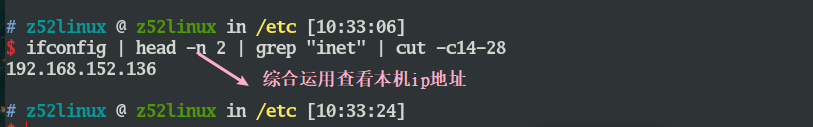 # z52linux @ z52linux in /etc [10:33:06]
$ ifconfig | head -n 2 | grep "inet" | cut -c14-28
192.168.152.136
综合运用查看本机ip地址
# z52linux @ z52linux in /etc [10:33:24]